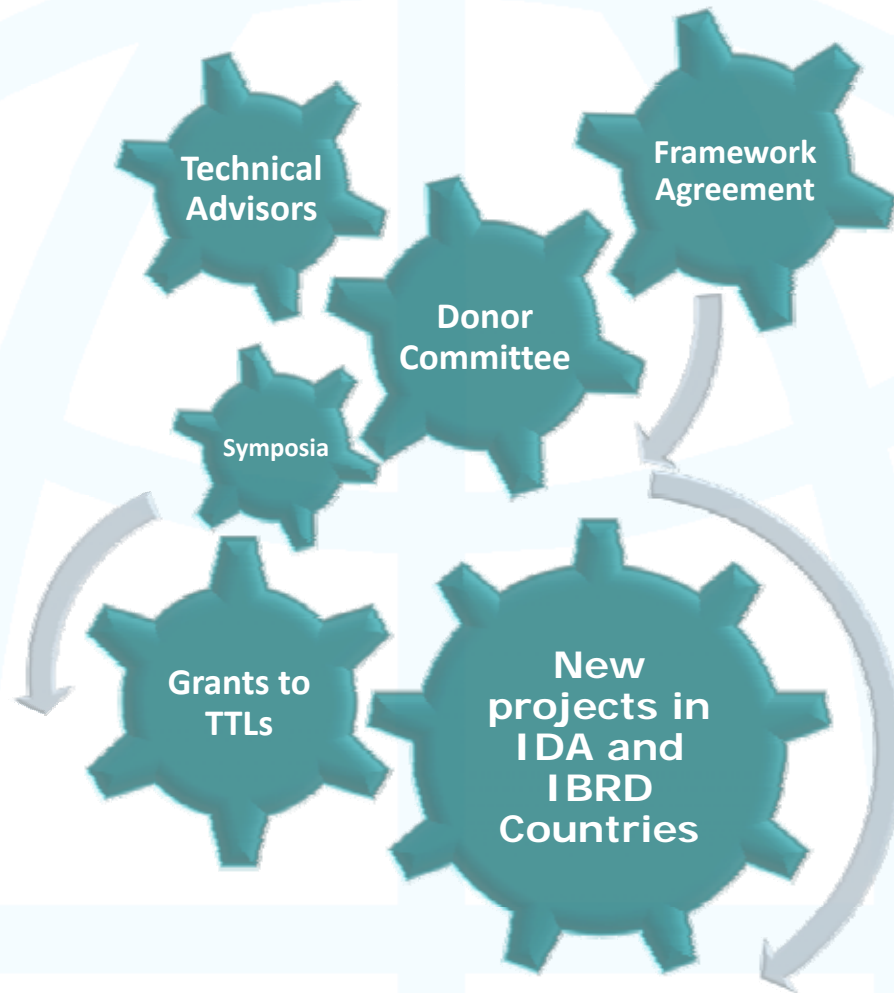 Technical
Advisors
Framework
Agreement
Donor
Committee
Symposia
Grants to
TTLs
New
projects in
IDA and
IBRD
Countries